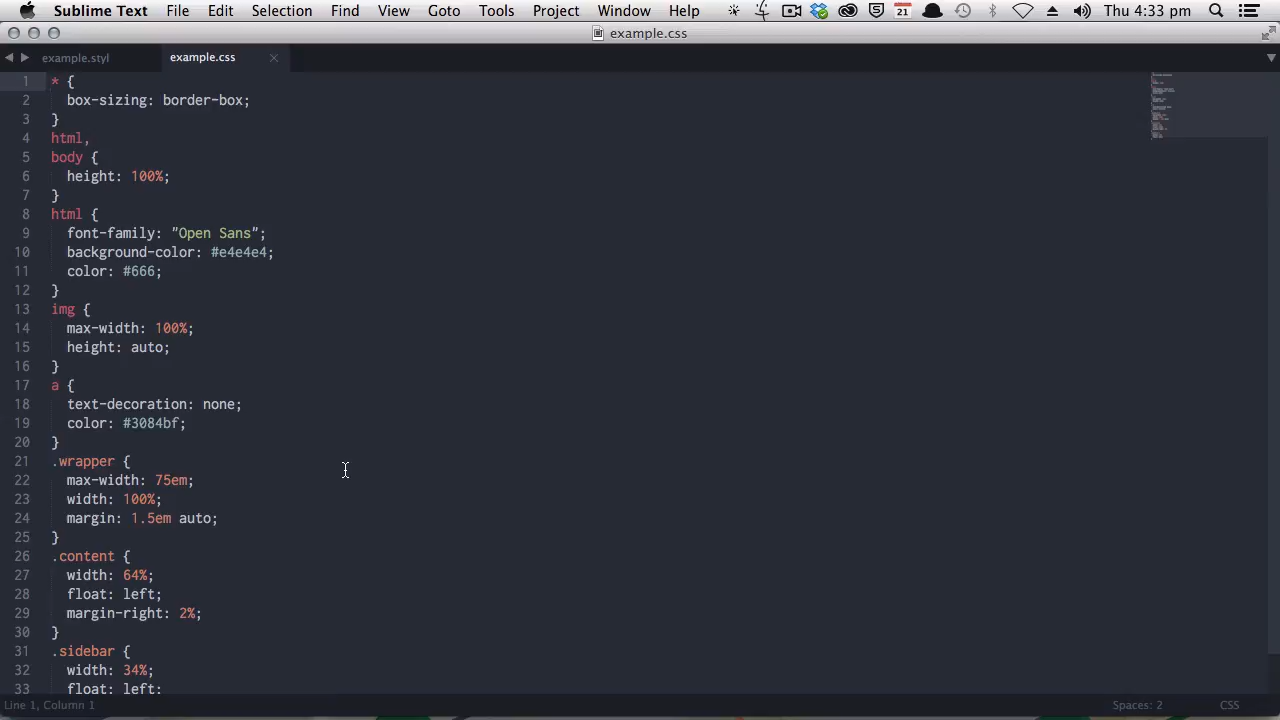 Sublime Text File Edit Selection Find View Goto Tools Project Window Help 21 Thu 4:33 pm
example.css
example.styl example.css
1 * {
2 box-sizing: border-box;
3 }
4 html,
5 body {
6 height: 100%;
7 }
8 html {
9 font-family: "Open Sans";
10 background-color: #e4e4e4;
11 color: #666;
12 }
13 img {
14 max-width: 100%;
15 height: auto;
16 }
17 a {
18 text-decoration: none;
19 color: #3084bf;
20 }
21 .wrapper {
22 max-width: 75em;
23 width: 100%;
24 margin: 1.5em auto;
25 }
26 .content {
27 width: 64%;
28 float: left;
29 margin-right: 2%;
30 }
31 .sidebar {
32 width: 34%;
33 float: left;
Line 1, Column 1 Spaces: 2 CSS